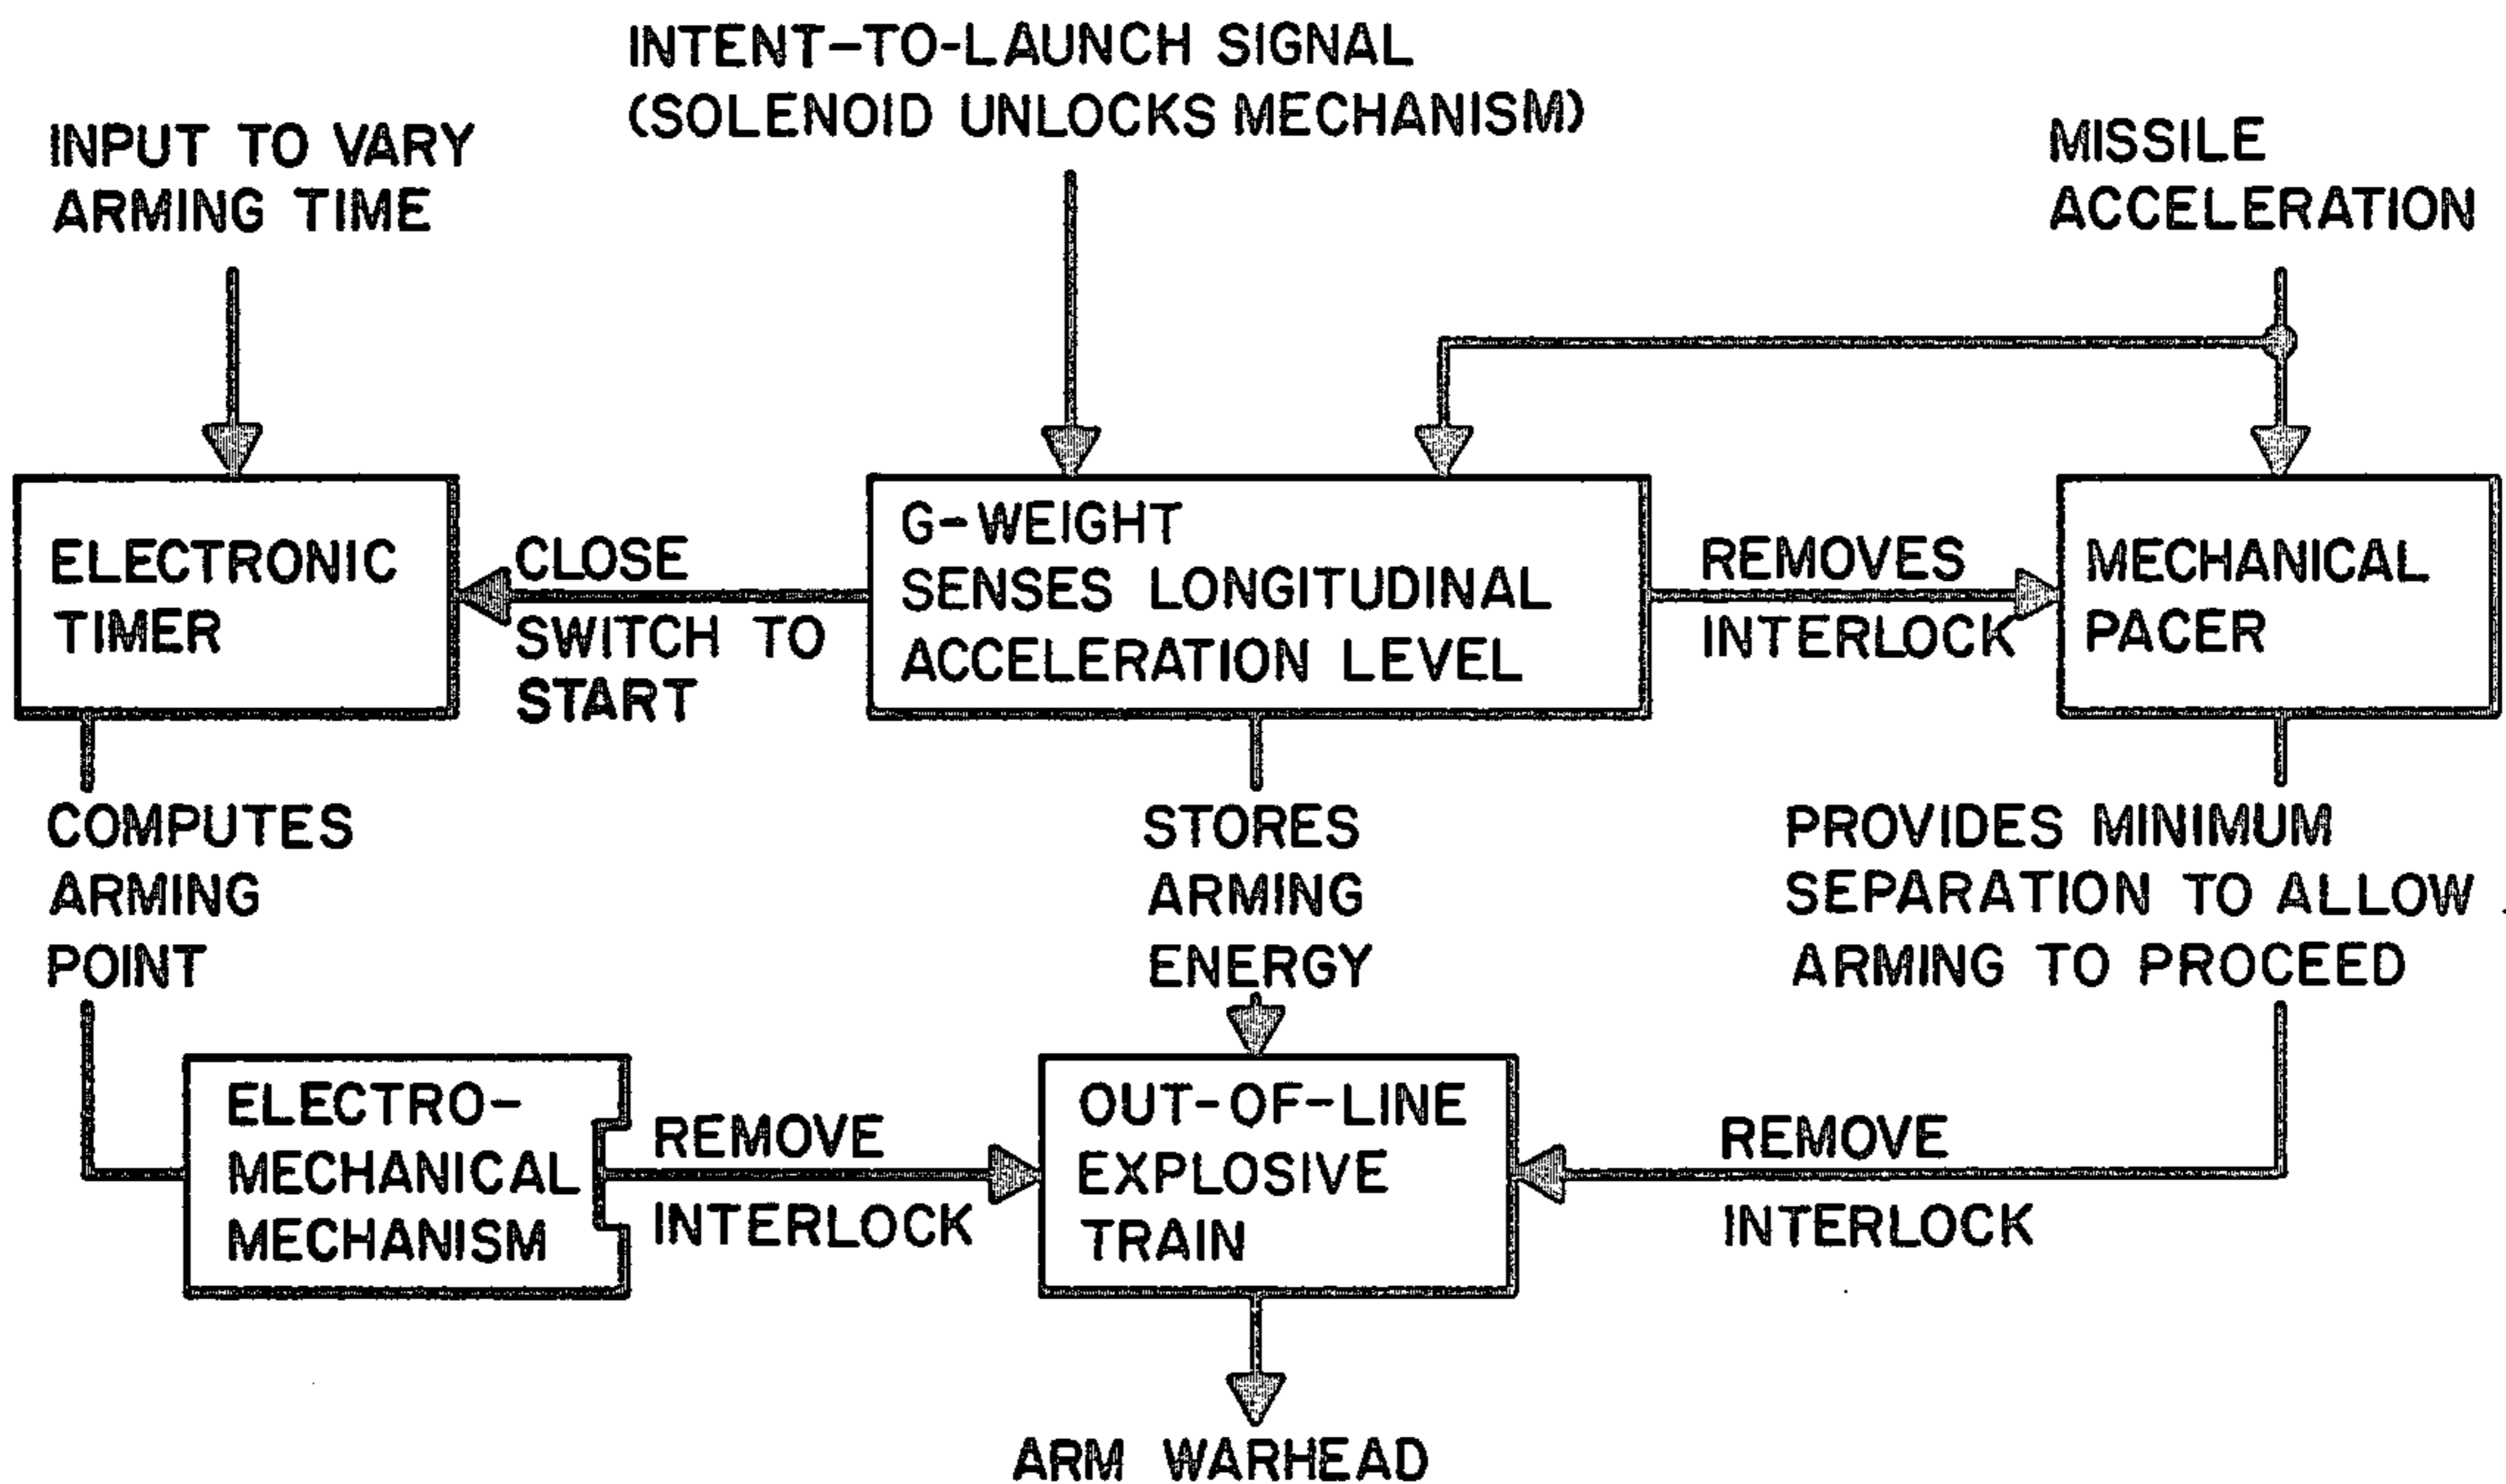 INTENT-TO-LAUNCH SIGNAL
(SOLENOID UNLOCKS MECHANISM)
INPUT TO VARY
ARMING TIME
MISSILE
ACCELERATION
ELECTRONIC
TIMER
CLOSE
SWITCH TO
START
G-WEIGHT
SENSES LONGITUDINAL
ACCELERATION LEVEL
REMOVES
INTERLOCK
MECHANICAL
PACER
COMPUTES
ARMING
POINT
STORES
ARMING
ENERGY
PROVIDES MINIMUM
SEPARATION TO ALLOW
ARMING TO PROCEED
ELECTRO-
MECHANICAL
MECHANISM
REMOVE
INTERLOCK
OUT-OF-LINE
EXPLOSIVE
TRAIN
REMOVE
INTERLOCK
ARM WARHEAD